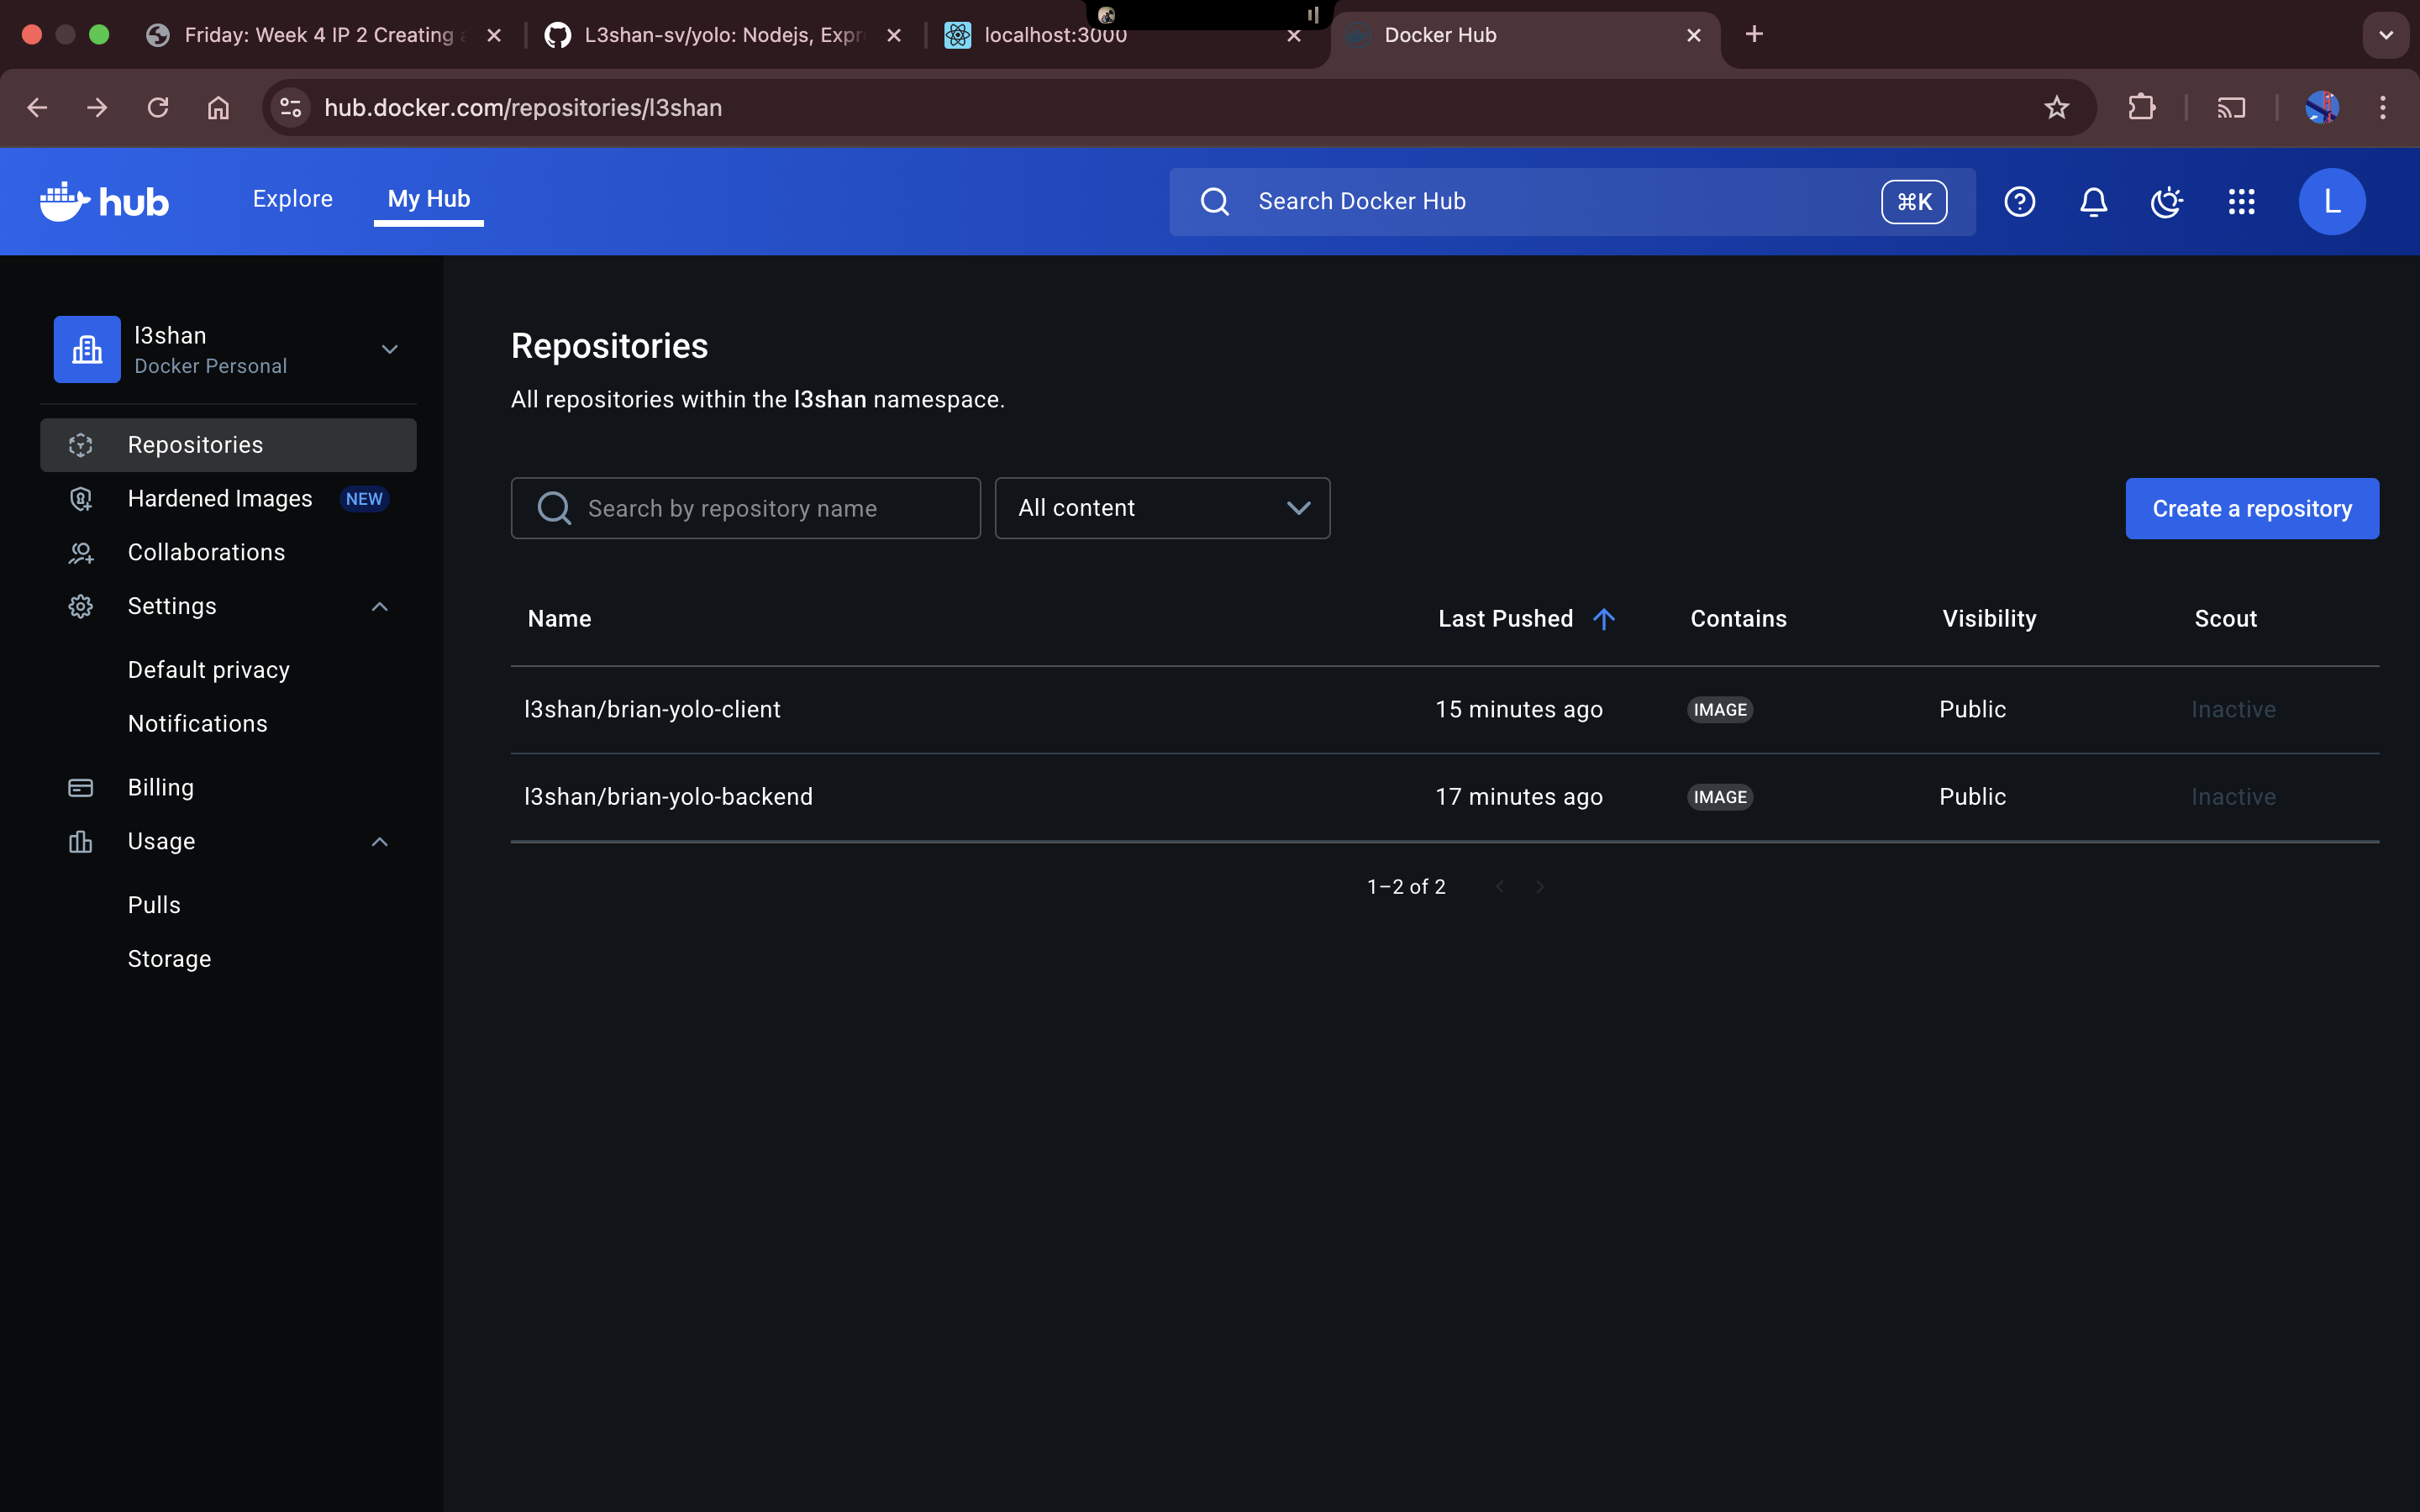 Friday: Week 4 IP 2 Creating
L3shan-sv/yolo: Nodejs, Expr
localhost:3000
Docker Hub
hub.docker.com/repositories/l3shan
hub
Explore
My Hub
Search Docker Hub
⌘K
L
l3shan
Docker Personal
Repositories
Hardened Images NEW
Collaborations
Settings
Default privacy
Notifications
Billing
Usage
Pulls
Storage
Repositories
All repositories within the l3shan namespace.
Search by repository name
All content
Create a repository
Name Last Pushed Contains Visibility Scout
l3shan/brian-yolo-client 15 minutes ago IMAGE Public Inactive
l3shan/brian-yolo-backend 17 minutes ago IMAGE Public Inactive
1–2 of 2